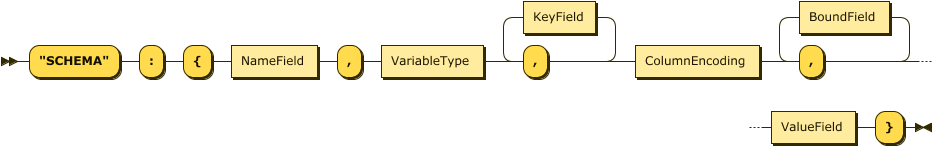 KeyField BoundField
"SCHEMA" : { NameField , VariableType , ColumnEncoding ,
ValueField }